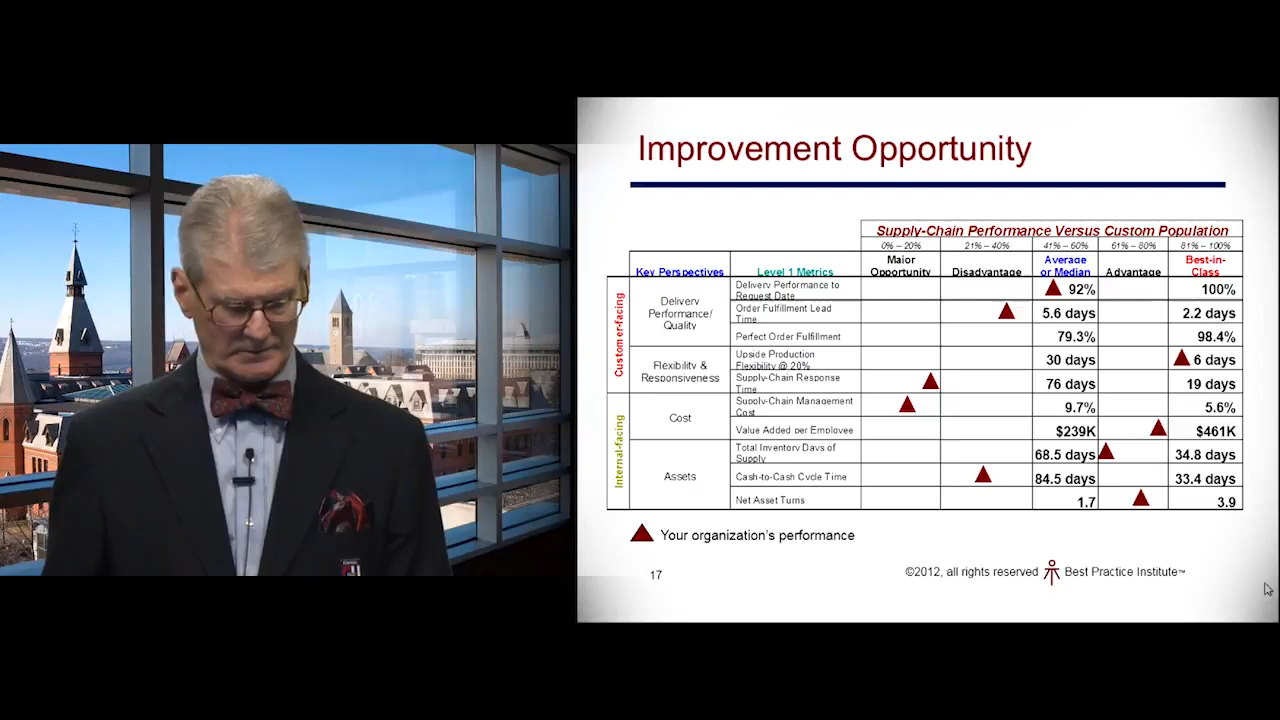 Improvement Opportunity
Supply-Chain Performance Versus Custom Population
0% – 20% 21% – 40% 41% – 60% 61% – 80% 81% – 100%
Key Perspectives Level 1 Metrics Major Opportunity Disadvantage Average or Median Advantage Best-in-Class
Customer-facing
Delivery Performance/ Quality
Delivery Performance to Request Date 92% 100%
Order Fulfillment Lead Time 5.6 days 2.2 days
Perfect Order Fulfillment 79.3% 98.4%
Flexibility & Responsiveness
Upside Production Flexibility @ 20% 30 days 6 days
Supply-Chain Response Time 76 days 19 days
Internal-facing
Cost
Supply-Chain Management Cost 9.7% 5.6%
Value Added per Employee $239K $461K
Assets
Total Inventory Days of Supply 68.5 days 34.8 days
Cash-to-Cash Cycle Time 84.5 days 33.4 days
Net Asset Turns 1.7 3.9
Your organization's performance
17
©2012, all rights reserved Best Practice Institute™